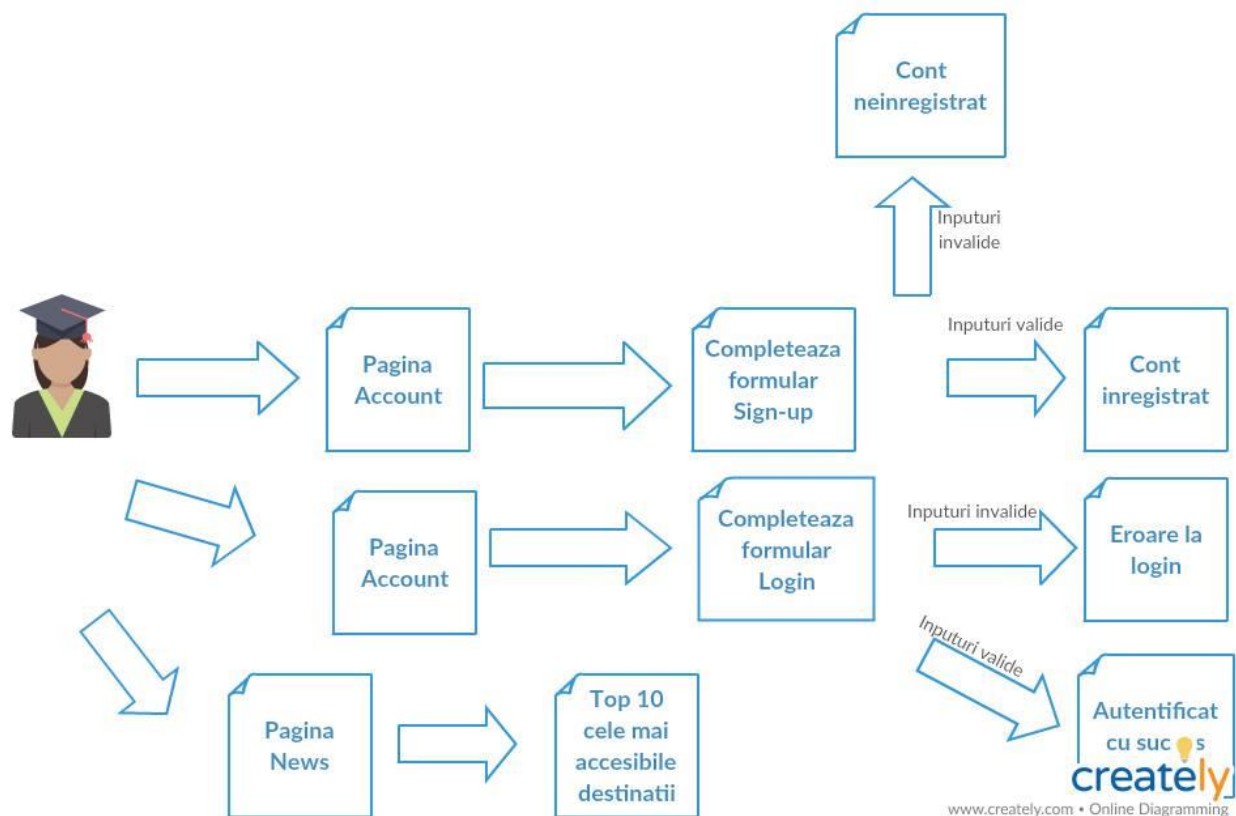 Cont
neinregistrat
Inputuri
invalide
Inputuri valide
Pagina
Account
Completeaza
formular
Sign-up
Cont
inregistrat
Pagina
Account
Completeaza
formular
Login
Inputuri invalide
Eroare la
login
Inputuri valide
Autentificat
cu suc s
Pagina
News
Top 10
cele mai
accesibile
destinatii
creately
www.creately.com • Online Diagramming